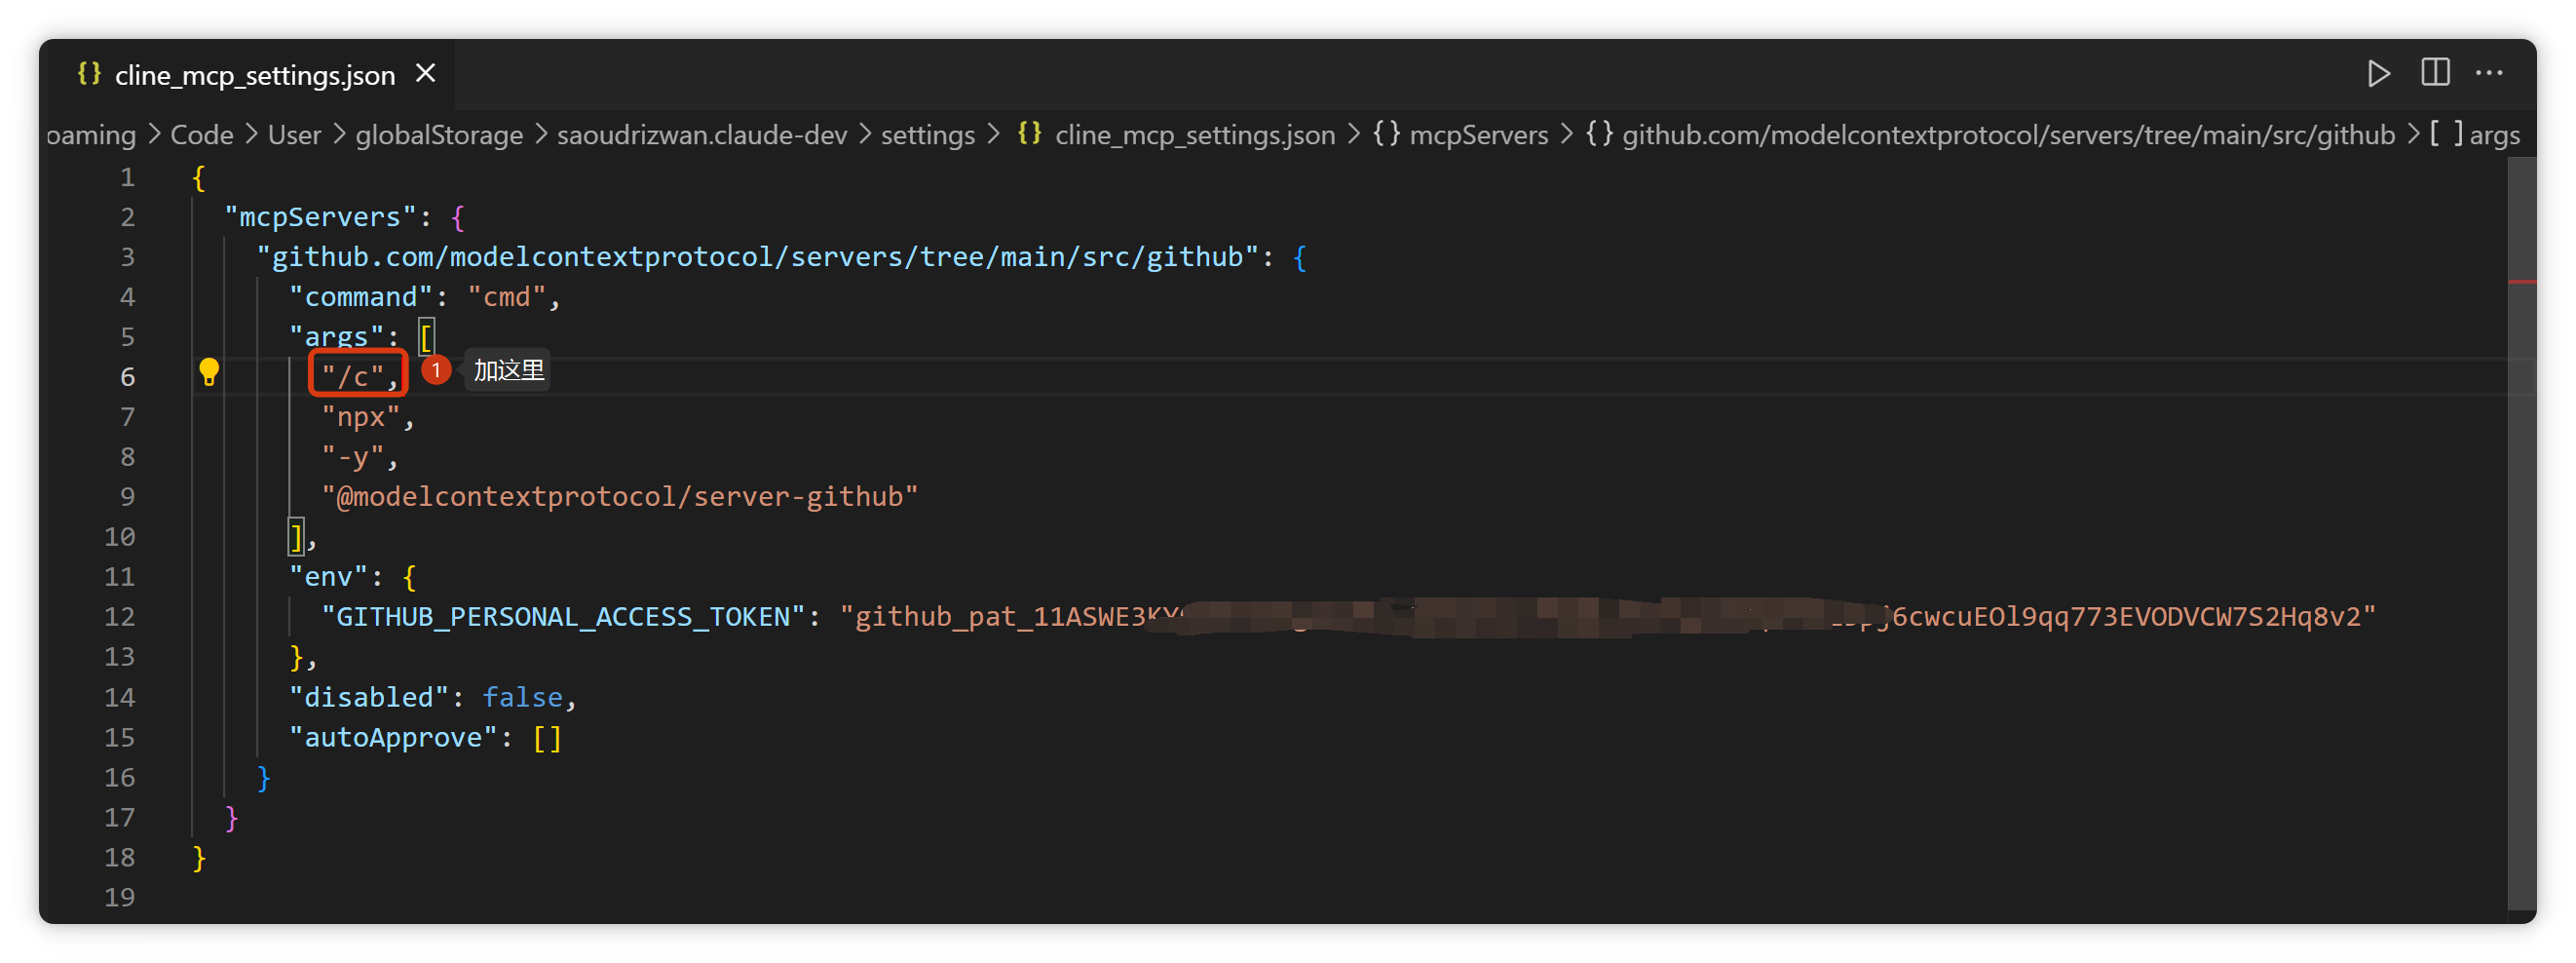 cline_mcp_settings.json
oaming > Code > User > globalStorage > saoudrizwan.claude-dev > settings > {} cline_mcp_settings.json > {} mcpServers > {} github.com/modelcontextprotocol/servers/tree/main/src/github > [ ] args
1 {
2 "mcpServers": {
3 "github.com/modelcontextprotocol/servers/tree/main/src/github": {
4 "command": "cmd",
5 "args": [
6 "/c", 1 加这里
7 "npx",
8 "-y",
9 "@modelcontextprotocol/server-github"
10 ],
11 "env": {
12 "GITHUB_PERSONAL_ACCESS_TOKEN": "github_pat_11ASWE3KY j6cwcuEOl9qq773EVODVCW7S2Hq8v2"
13 },
14 "disabled": false,
15 "autoApprove": []
16 }
17 }
18 }
19